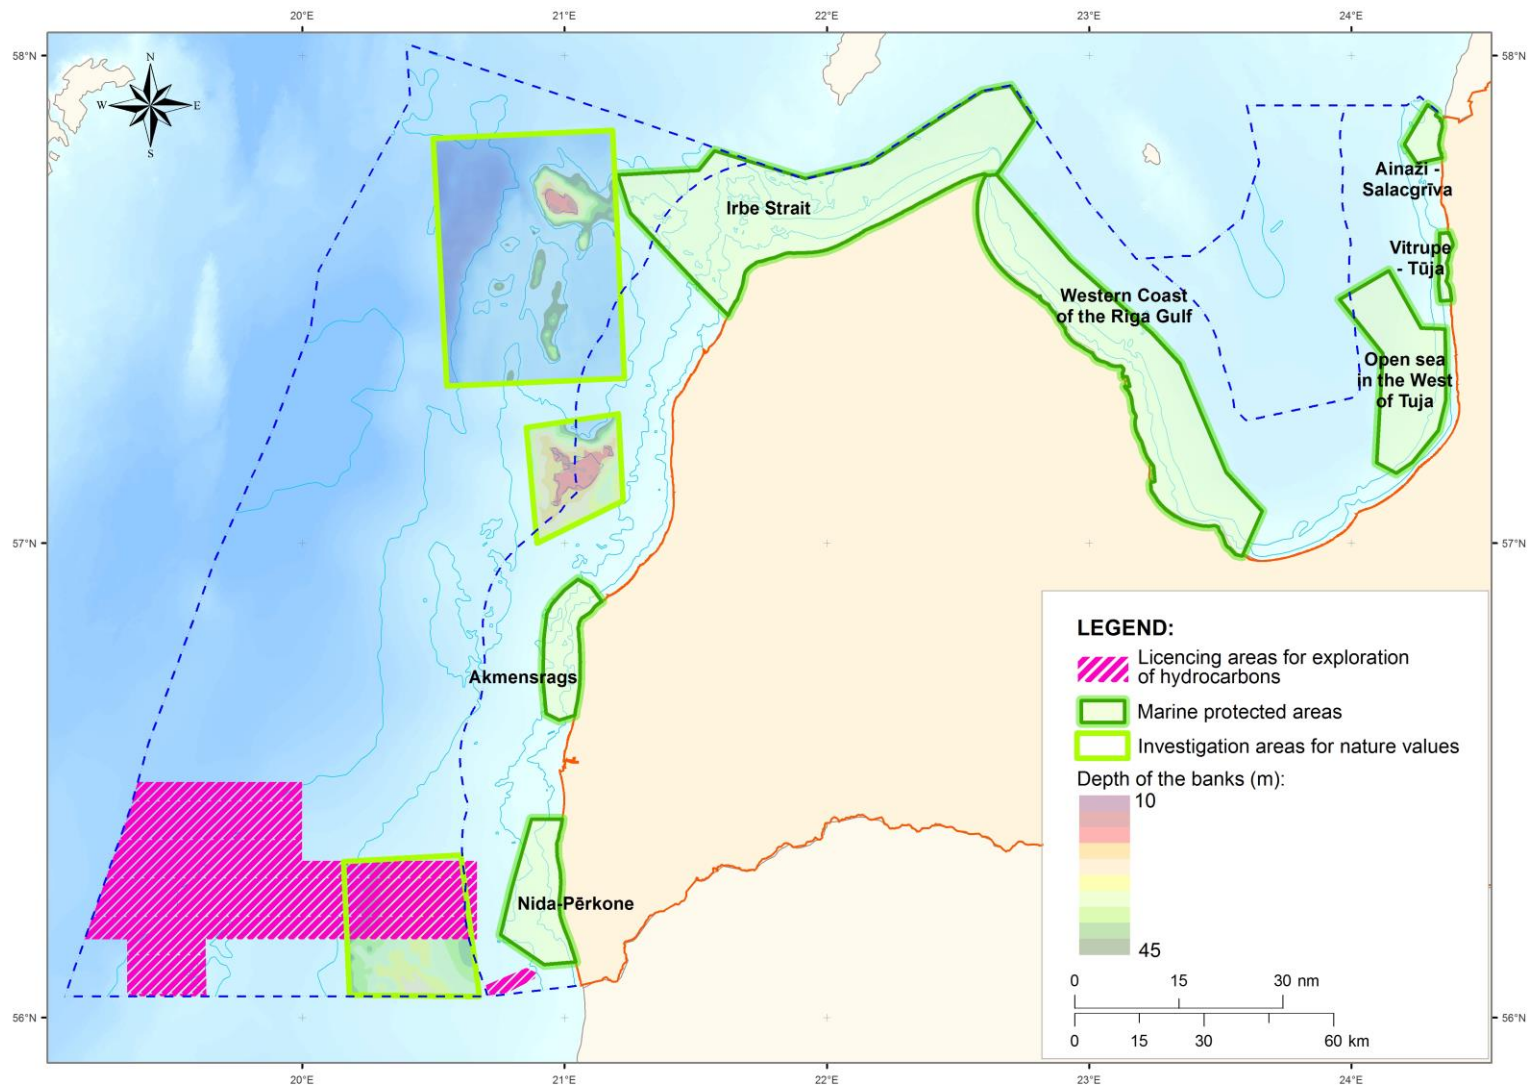 20°E
21°E
22°E
23°E
24°E
58°N
58°N
N
W
E
S
Ainaži -
Salacgrīva
Irbe Strait
Vitrupe
- Tūja
Western Coast
of the Riga Gulf
Open sea
in the West
of Tuja
57°N
57°N
Akmensrags
Nida-Pērkone
LEGEND:
Licencing areas for exploration
of hydrocarbons
Marine protected areas
Investigation areas for nature values
Depth of the banks (m):
10
45
0
15
30 nm
0
15
30
60 km
56°N
56°N
20°E
21°E
22°E
23°E
24°E